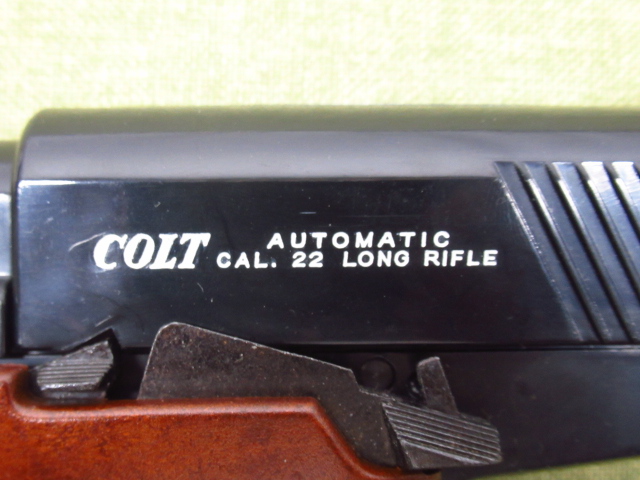 COLT AUTOMATIC
CAL. 22 LONG RIFLE